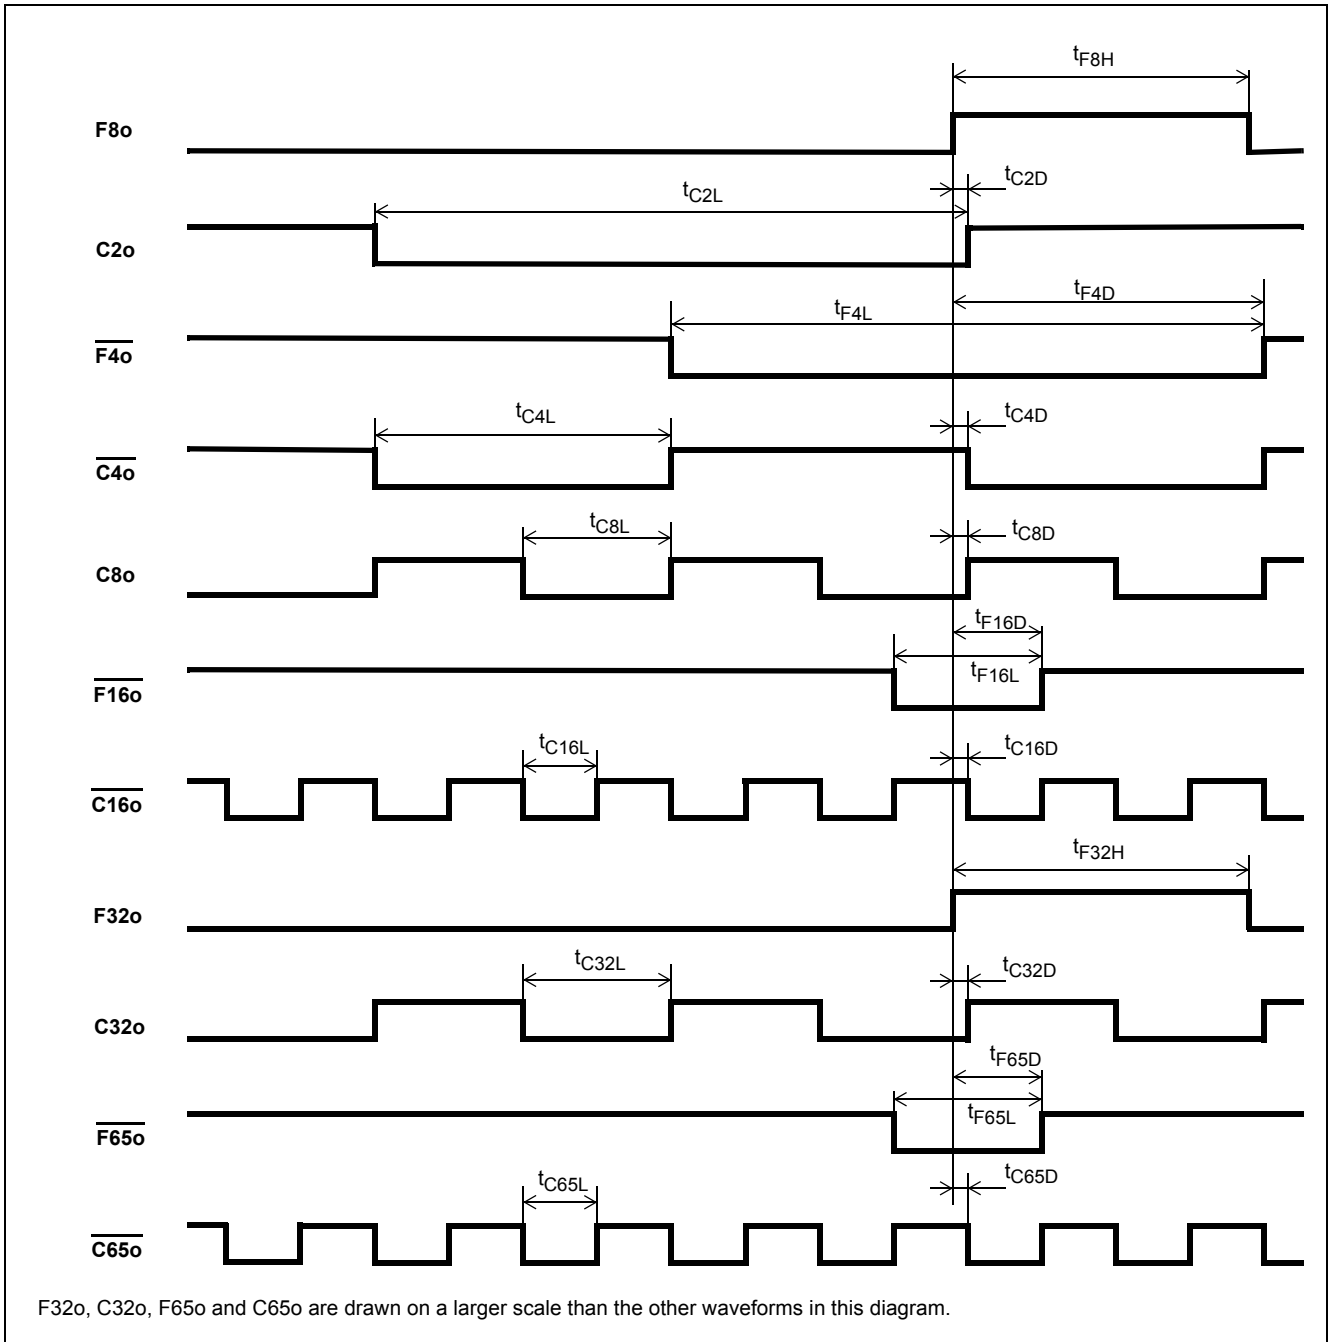 tF8H
F8o
tC2D
tC2L
C2o
tF4D
tF4L
F4o
tC4L
tC4D
C4o
tC8L
tC8D
C8o
tF16D
tF16L
F16o
tC16L
tC16D
C16o
tF32H
F32o
tC32L
tC32D
C32o
tF65D
tF65L
F65o
tC65L
tC65D
C65o
F32o, C32o, F65o and C65o are drawn on a larger scale than the other waveforms in this diagram.